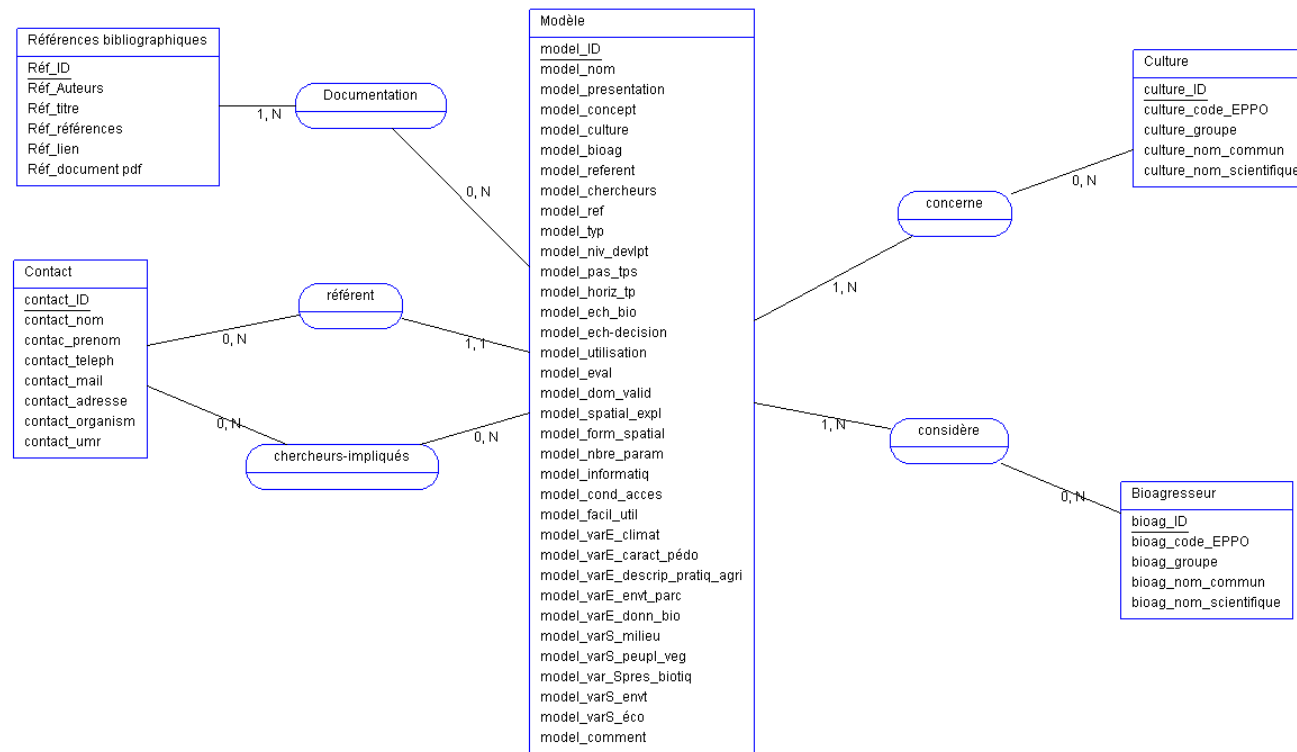 Références bibliographiques
Réf_ID
Réf_Auteurs
Réf_titre
Réf_références
Réf_lien
Réf_document pdf
1, N
Documentation
0, N
Contact
contact_ID
contact_nom
contac_prenom
contact_teleph
contact_mail
contact_adresse
contact_organism
contact_umr
0, N
référent
1, 1
0, N
chercheurs-impliqués
0, N
Modèle
model_ID
model_nom
model_presentation
model_concept
model_culture
model_bioag
model_referent
model_chercheurs
model_ref
model_typ
model_niv_devlpt
model_pas_tps
model_horiz_tp
model_ech_bio
model_ech-decision
model_utilisation
model_eval
model_dom_valid
model_spatial_expl
model_form_spatial
model_nbre_param
model_informatiq
model_cond_acces
model_facil_util
model_varE_climat
model_varE_caract_pédo
model_varE_descrip_pratiq_agri
model_varE_envt_parc
model_varE_donn_bio
model_varS_milieu
model_varS_peupl_veg
model_var_Spres_biotiq
model_varS_envt
model_varS_éco
model_comment
1, N
concerne
0, N
Culture
culture_ID
culture_code_EPPO
culture_groupe
culture_nom_commun
culture_nom_scientifique
1, N
considère
0, N
Bioagresseur
bioag_ID
bioag_code_EPPO
bioag_groupe
bioag_nom_commun
bioag_nom_scientifique